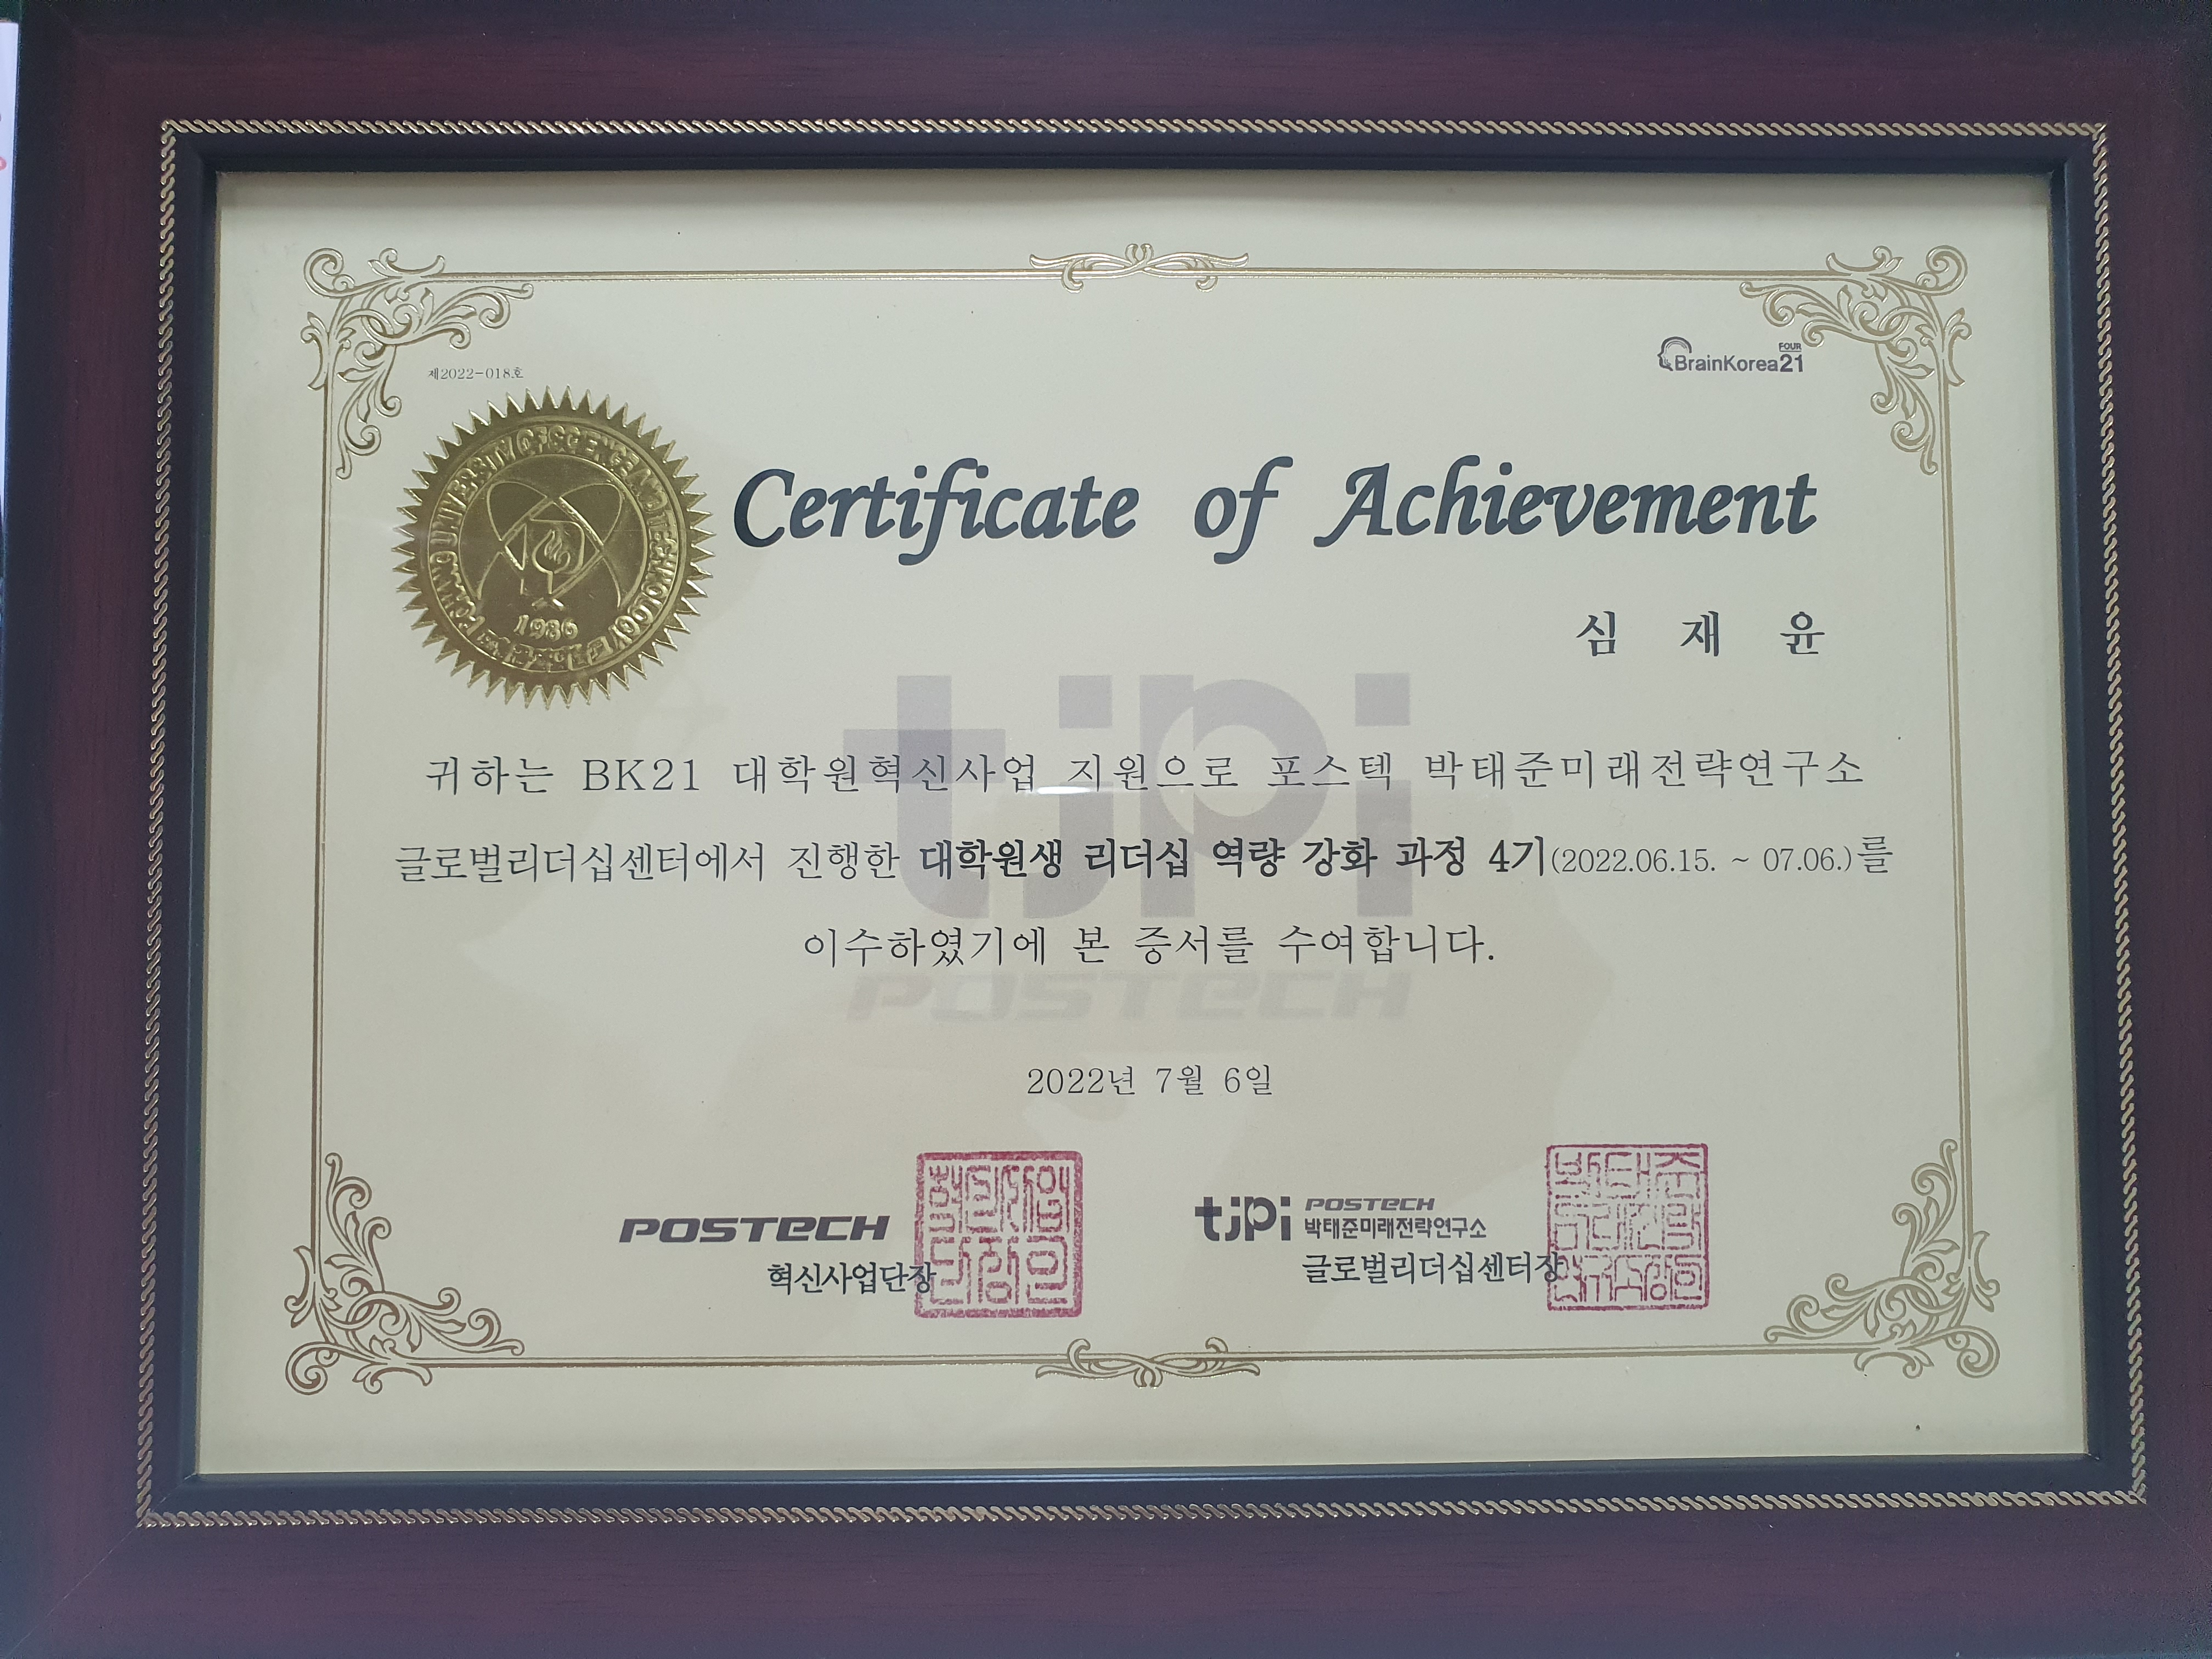 제2022-018호
FOUR
BrainKorea21
POHANG UNIVERSITY OF SCIENCE AND TECHNOLOGY
1986
Certificate of Achievement
심 재 윤
tjpi
귀하는 BK21 대학원혁신사업 지원으로 포스텍 박태준미래전략연구소
글로벌리더십센터에서 진행한 대학원생 리더십 역량 강화 과정 4기(2022.06.15. ~ 07.06.)를
이수하였기에 본 증서를 수여합니다.
POSTECH
2022년 7월 6일
POSTECH
혁신사업단장
tjpi POSTECH
박태준미래전략연구소
글로벌리더십센터장